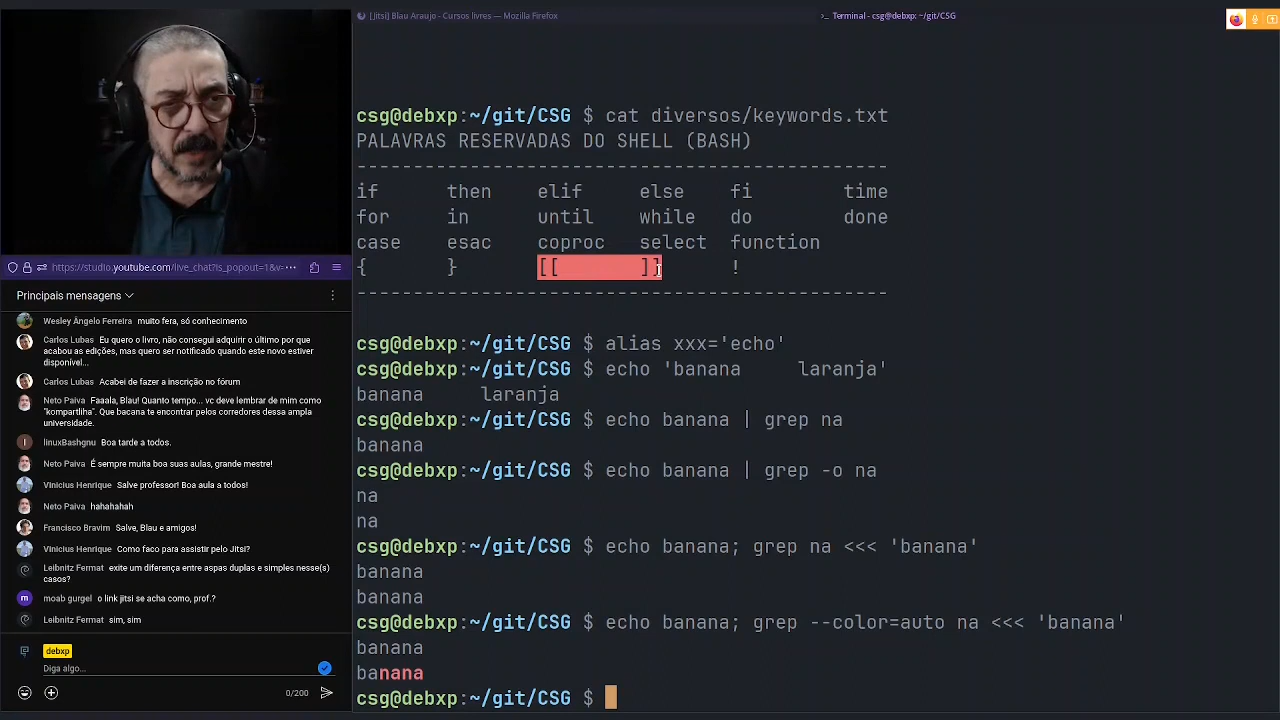 [Jitsi] Blau Araujo - Cursos livres — Mozilla Firefox
>_ Terminal - csg@debxp: ~/git/CSG
csg@debxp:~/git/CSG $ cat diversos/keywords.txt
PALAVRAS RESERVADAS DO SHELL (BASH)
-----------------------------------------------
if then elif else fi time
for in until while do done
case esac coproc select function
{ } [[ ]] !
-----------------------------------------------
csg@debxp:~/git/CSG $ alias xxx='echo'
csg@debxp:~/git/CSG $ echo 'banana     laranja'
banana     laranja
csg@debxp:~/git/CSG $ echo banana | grep na
banana
csg@debxp:~/git/CSG $ echo banana | grep -o na
na
na
csg@debxp:~/git/CSG $ echo banana; grep na <<< 'banana'
banana
banana
csg@debxp:~/git/CSG $ echo banana; grep --color=auto na <<< 'banana'
banana
banana
csg@debxp:~/git/CSG $
https://studio.youtube.com/live_chat?is_popout=1&v=…
Principais mensagens
Wesley Ângelo Ferreira muito fera, só conhecimento
Carlos Lubas Eu quero o livro, não consegui adquirir o último por que
acabou as edições, mas quero ser notificado quando este novo estiver
disponível...
Carlos Lubas Acabei de fazer a inscrição no fórum
Neto Paiva Faaala, Blau! Quanto tempo... vc deve lembrar de mim como
"kompartilha". Que bacana te encontrar pelos corredores dessa ampla
universidade.
linuxBashgnu Boa tarde a todos.
Neto Paiva É sempre muita boa suas aulas, grande mestre!
Vinicius Henrique Salve professor! Boa aula a todos!
Neto Paiva hahahahah
Francisco Bravim Salve, Blau e amigos!
Vinicius Henrique Como faco para assistir pelo Jitsi?
Leibnitz Fermat exite um diferença entre aspas duplas e simples nesse(s)
casos?
moab gurgel o link jitsi se acha como, prof.?
Leibnitz Fermat sim, sim
debxp
Diga algo...
0/200